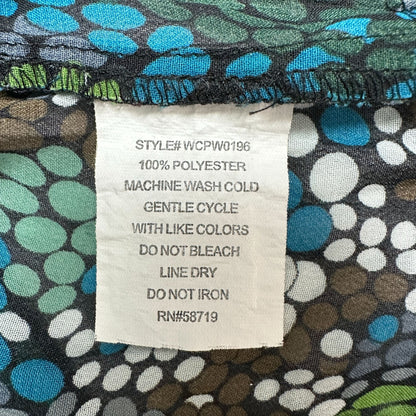 STYLE# WCPW0196
100% POLYESTER
MACHINE WASH COLD
GENTLE CYCLE
WITH LIKE COLORS
DO NOT BLEACH
LINE DRY
DO NOT IRON
RN#58719